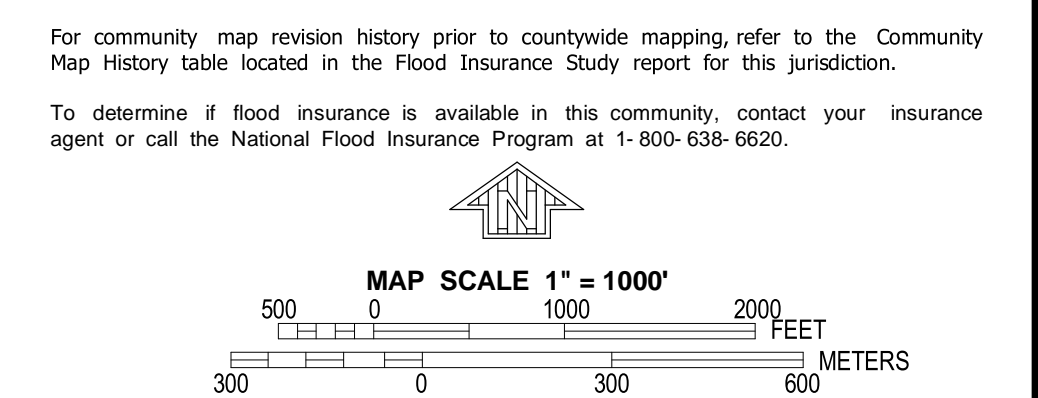 For community map revision history prior to countywide mapping, refer to the Community
Map History table located in the Flood Insurance Study report for this jurisdiction.
To determine if flood insurance is available in this community, contact your insurance
agent or call the National Flood Insurance Program at 1- 800- 638- 6620.
N
MAP SCALE 1" = 1000'
500 0 1000 2000
FEET
METERS
300 0 300 600